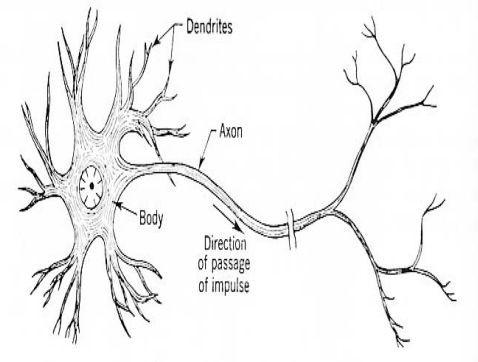 Dendrites
Axon
Body
Direction
of passage
of impulse